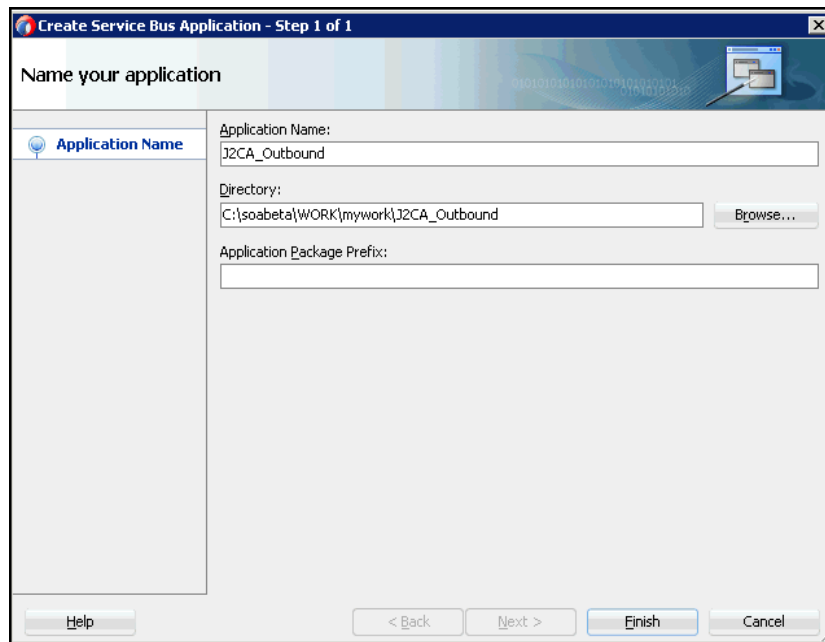 Create Service Bus Application - Step 1 of 1
Name your application
Application Name
Application Name:
J2CA_Outbound
Directory:
C:\soabeta\WORK\mywork\J2CA_Outbound
Browse...
Application Package Prefix:
Help
< Back
Next >
Finish
Cancel